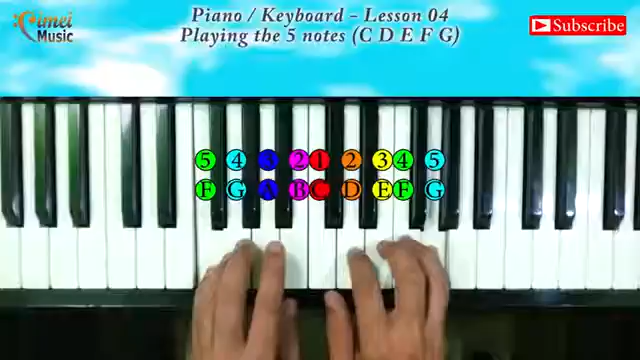 Cimei
Music
Piano / Keyboard - Lesson 04
Playing the 5 notes (C D E F G)
Subscribe
5 4 3 2 1 2 3 4 5
F G A B C D E F G